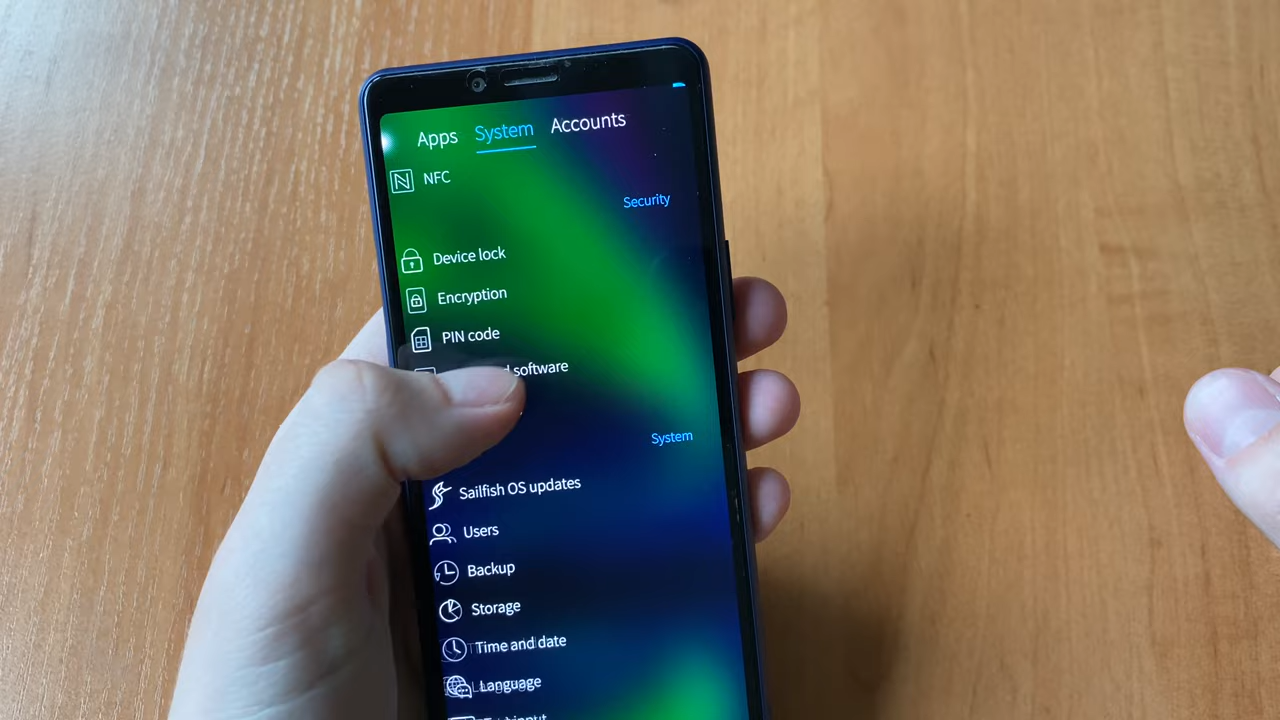 Apps System Accounts
NFC
Security
Device lock
Encryption
PIN code
software
System
Sailfish OS updates
Users
Backup
Storage
Time and date
Language